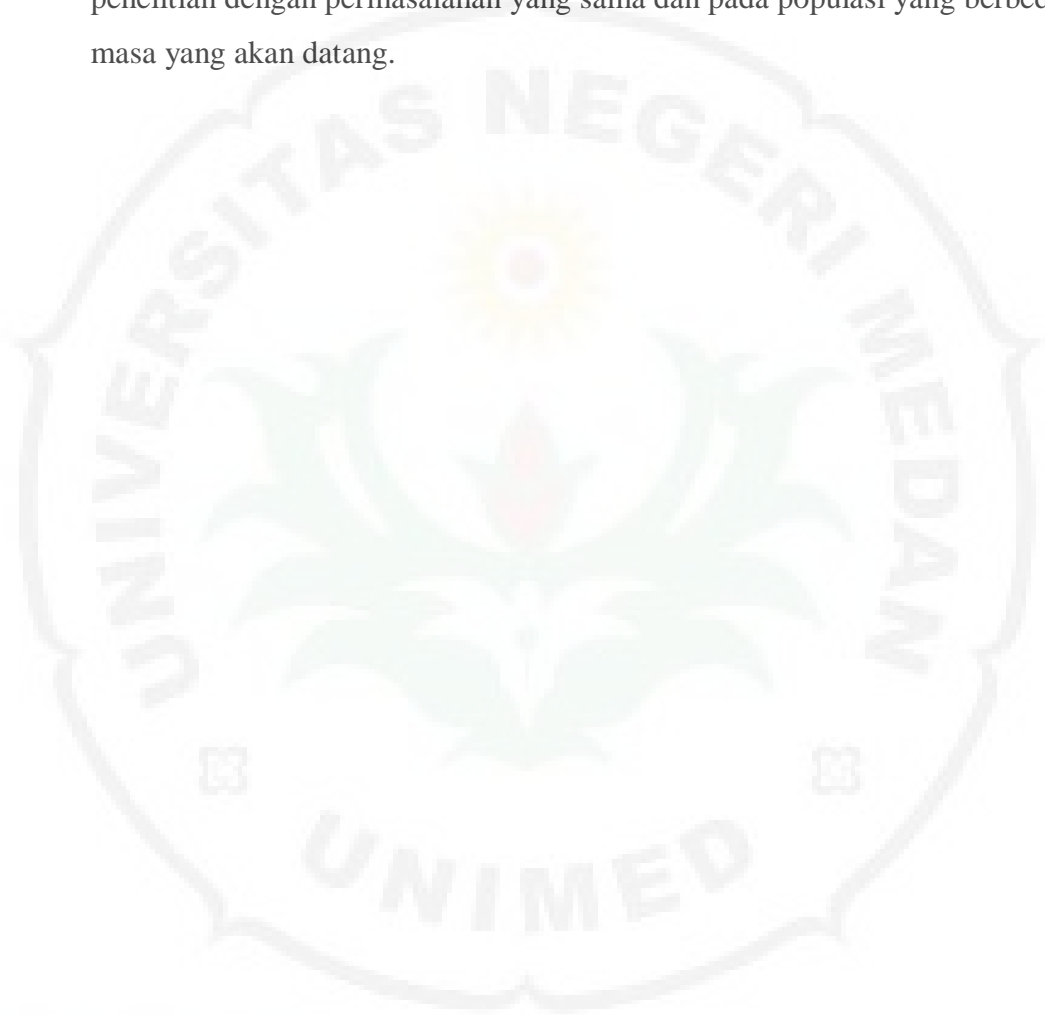 penelitian dengan permasalahan yang sama dan pada populasi yang
masa yang akan datang.
UNIVERSITAS NEGERI MEDAN
UNIMED